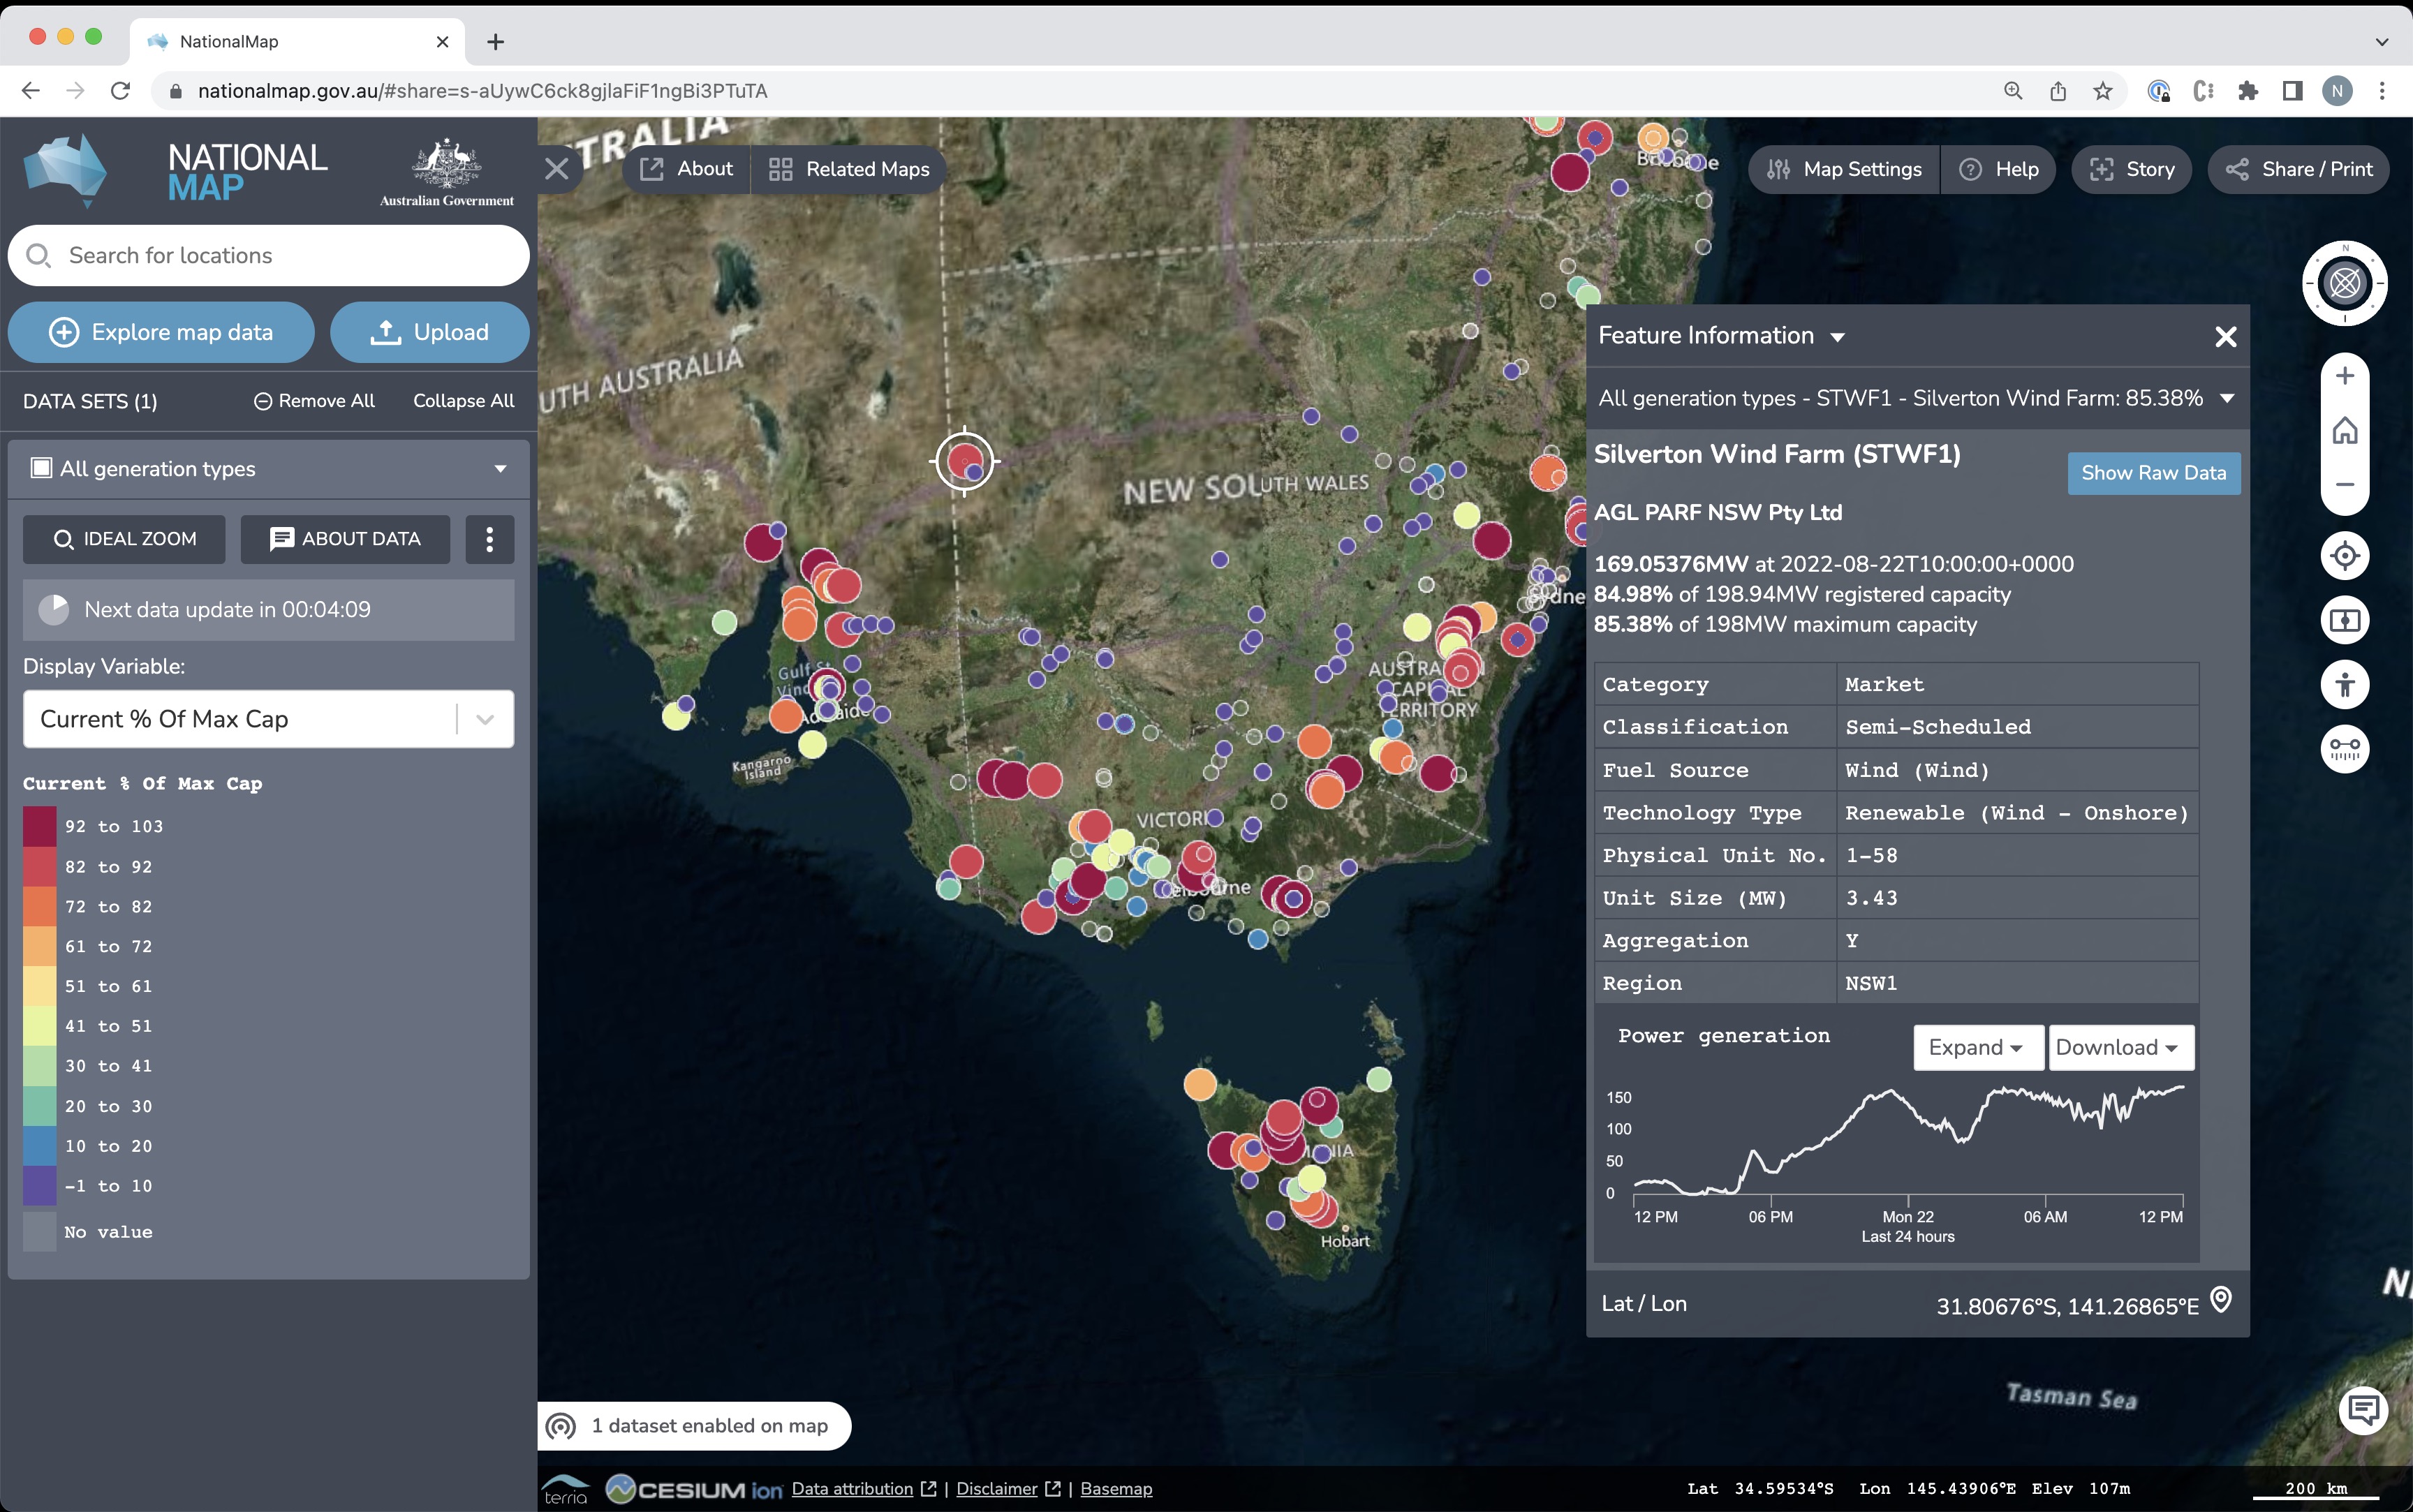 NationalMap
nationalmap.gov.au/#share=s-aUywC6ck8gjlaFiF1ngBi3PTuTA
N
NATIONAL
MAP
Australian Government
Search for locations
Explore map data
Upload
DATA SETS (1)
Remove All
Collapse All
All generation types
IDEAL ZOOM
ABOUT DATA
Next data update in 00:04:09
Display Variable:
Current % Of Max Cap
Current % Of Max Cap
92 to 103
82 to 92
72 to 82
61 to 72
51 to 61
41 to 51
30 to 41
20 to 30
10 to 20
-1 to 10
No value
About
Related Maps
Map Settings
Help
Story
Share / Print
N
TRALIA
UTH AUSTRALIA
NEW SOUTH WALES
Gulf St
Kangaroo
Island
VICTORI
Hobart
Tasman Sea
Feature Information
All generation types - STWF1 - Silverton Wind Farm: 85.38%
Silverton Wind Farm (STWF1)
Show Raw Data
AGL PARF NSW Pty Ltd
169.05376MW at 2022-08-22T10:00:00+0000
84.98% of 198.94MW registered capacity
85.38% of 198MW maximum capacity
Category Market
Classification Semi-Scheduled
Fuel Source Wind (Wind)
Technology Type Renewable (Wind - Onshore)
Physical Unit No. 1-58
Unit Size (MW) 3.43
Aggregation Y
Region NSW1
Power generation
Expand
Download
150
100
50
0
12 PM 06 PM Mon 22 06 AM 12 PM
Last 24 hours
Lat / Lon
31.80676°S, 141.26865°E
1 dataset enabled on map
terria
CESIUM ion
Data attribution | Disclaimer | Basemap
Lat 34.59534°S Lon 145.43906°E Elev 107m
200 km